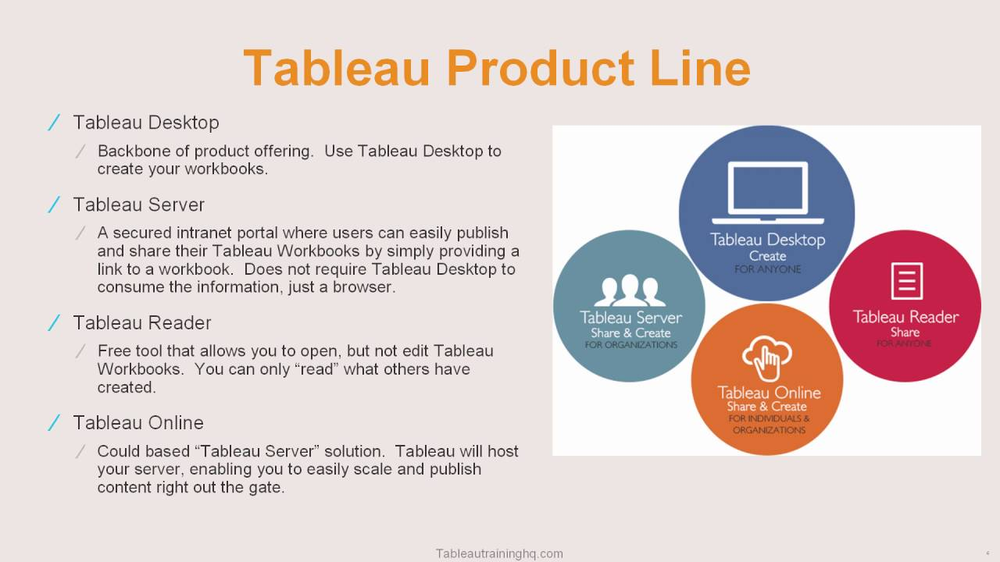 Tableau Product Line
Tableau Desktop
Backbone of product offering.  Use Tableau Desktop to
create your workbooks.
Tableau Server
A secured intranet portal where users can easily publish
and share their Tableau Workbooks by simply providing a
link to a workbook.  Does not require Tableau Desktop to
consume the information, just a browser.
Tableau Reader
Free tool that allows you to open, but not edit Tableau
Workbooks.  You can only “read” what others have
created.
Tableau Online
Could based “Tableau Server” solution.  Tableau will host
your server, enabling you to easily scale and publish
content right out the gate.
Tableau Desktop
Create
FOR ANYONE
Tableau Server
Share & Create
FOR ORGANIZATIONS
Tableau Reader
Share
FOR ANYONE
Tableau Online
Share & Create
FOR INDIVIDUALS &
ORGANIZATIONS
Tableautraininghq.com
4